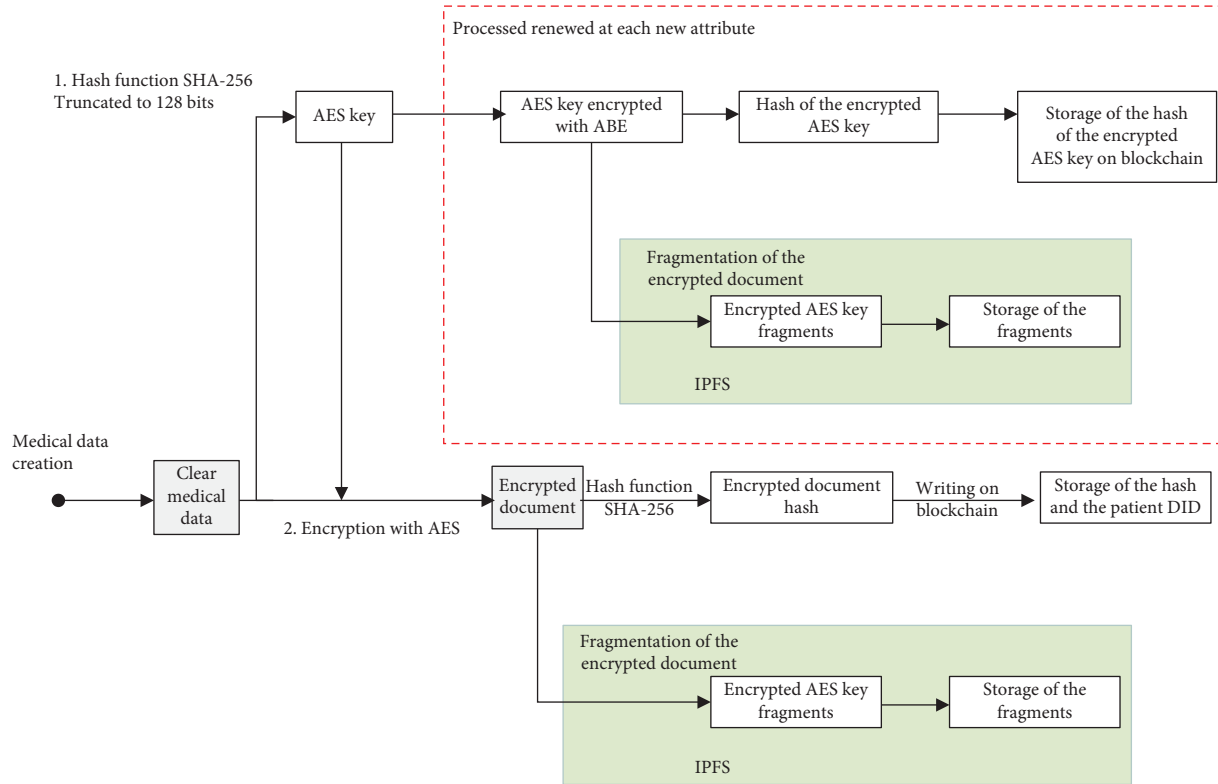 Processed renewed at each new attribute
1. Hash function SHA-256
Truncated to 128 bits
AES key
AES key encrypted
with ABE
Hash of the encrypted
AES key
Storage of the hash
of the encrypted
AES key on blockchain
Fragmentation of the
encrypted document
Encrypted AES key
fragments
Storage of the
fragments
IPFS
Medical data
creation
Clear
medical
data
2. Encryption with AES
Encrypted
document
Hash function
SHA-256
Encrypted document
hash
Writing on
blockchain
Storage of the hash
and the patient DID
Fragmentation of the
encrypted document
Encrypted AES key
fragments
Storage of the
fragments
IPFS